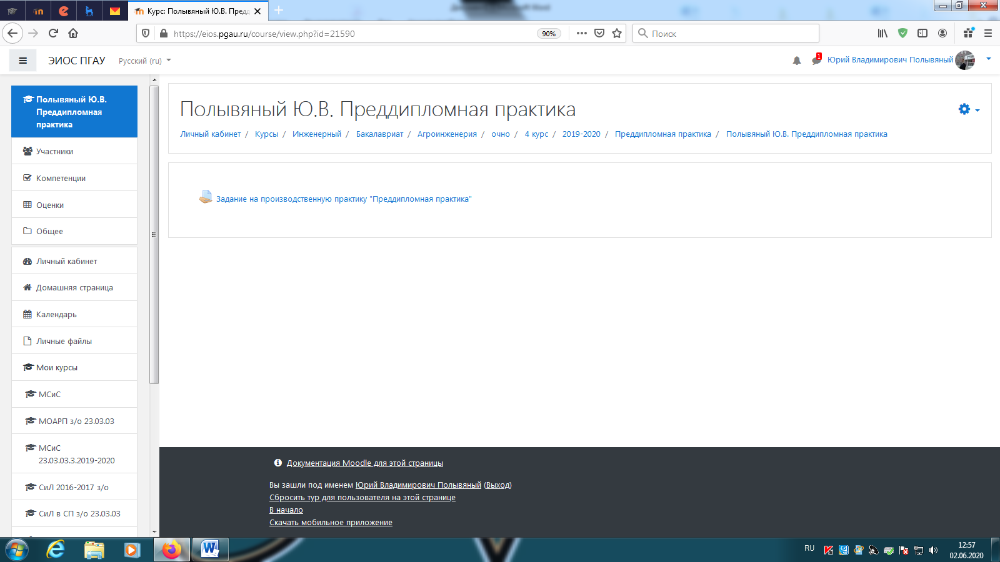 Курс: Полывяный Ю.В. Предд
https://eios.pgau.ru/course/view.php?id=21590
90%
Поиск
ЭИОС ПГАУ
Русский (ru)
1
Юрий Владимирович Полывяный
Полывяный Ю.В.
Преддипломная
практика
Участники
Компетенции
Оценки
Общее
Личный кабинет
Домашняя страница
Календарь
Личные файлы
Мои курсы
МСиС
МОАРП з/о 23.03.03
МСиС
23.03.03.3.2019-2020
СиЛ 2016-2017 з/о
СиЛ в СП з/о 23.03.03
Полывяный Ю.В. Преддипломная практика
Личный кабинет / Курсы / Инженерный / Бакалавриат / Агроинженерия / очно / 4 курс / 2019-2020 / Преддипломная практика / Полывяный Ю.В. Преддипломная практика
Задание на производственную практику "Преддипломная практика"
Документация Moodle для этой страницы
Вы зашли под именем Юрий Владимирович Полывяный (Выход)
Сбросить тур для пользователя на этой странице
В начало
Скачать мобильное приложение
RU
12:57
02.06.2020